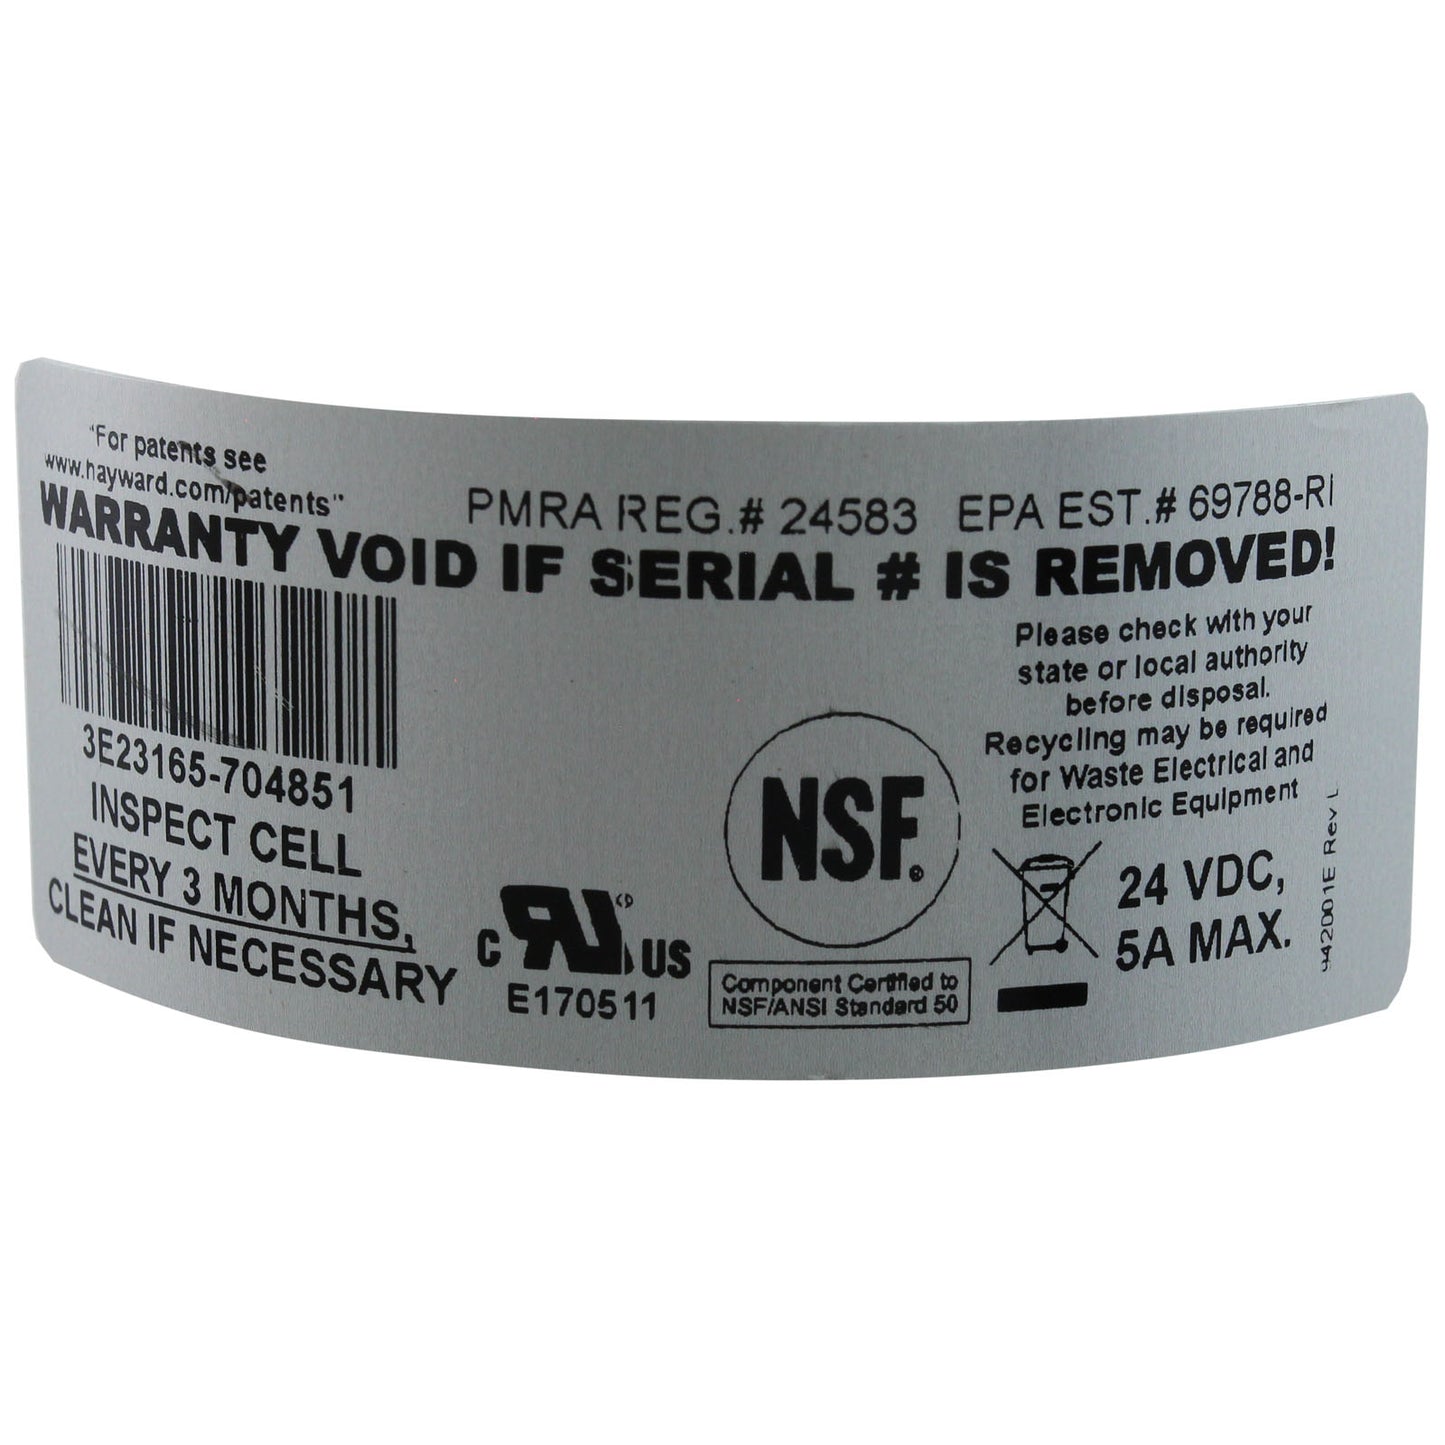 "For patents see
www.hayward.com/patents"
PMRA REG.# 24583 EPA EST.# 69788-RI
WARRANTY VOID IF SERIAL # IS REMOVED!
3E23165-704851
INSPECT CELL
EVERY 3 MONTHS,
CLEAN IF NECESSARY
C UL US
E170511
NSF®
Component Certified to
NSF/ANSI Standard 50
Please check with your
state or local authority
before disposal.
Recycling may be required
for Waste Electrical and
Electronic Equipment
24 VDC,
5A MAX.
942001E Rev L